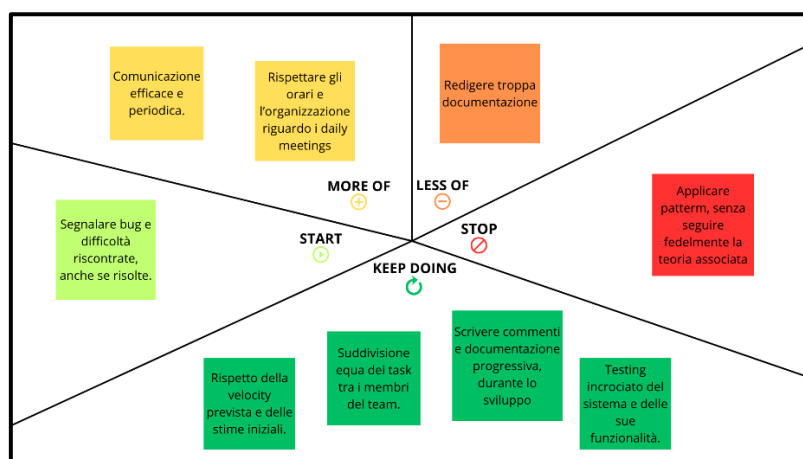 Comunicazione
efficace e
periodica.
Rispettare gli
orari e
l'organizzazione
riguardo i daily
meetings
Redigere troppa
documentazione
MORE OF
LESS OF
Segnalare bug e
difficoltà
riscontrate,
anche se risolte.
START
STOP
Applicare
patterm, senza
seguire
fedelmente la
teoria associata
KEEP DOING
Rispetto della
velocity
prevista e delle
stime iniziali.
Suddivisione
equa dei task
tra i membri
del team.
Scrivere commenti
e documentazione
progressiva,
durante lo
sviluppo
Testing
incrociato del
sistema e delle
sue
funzionalità.